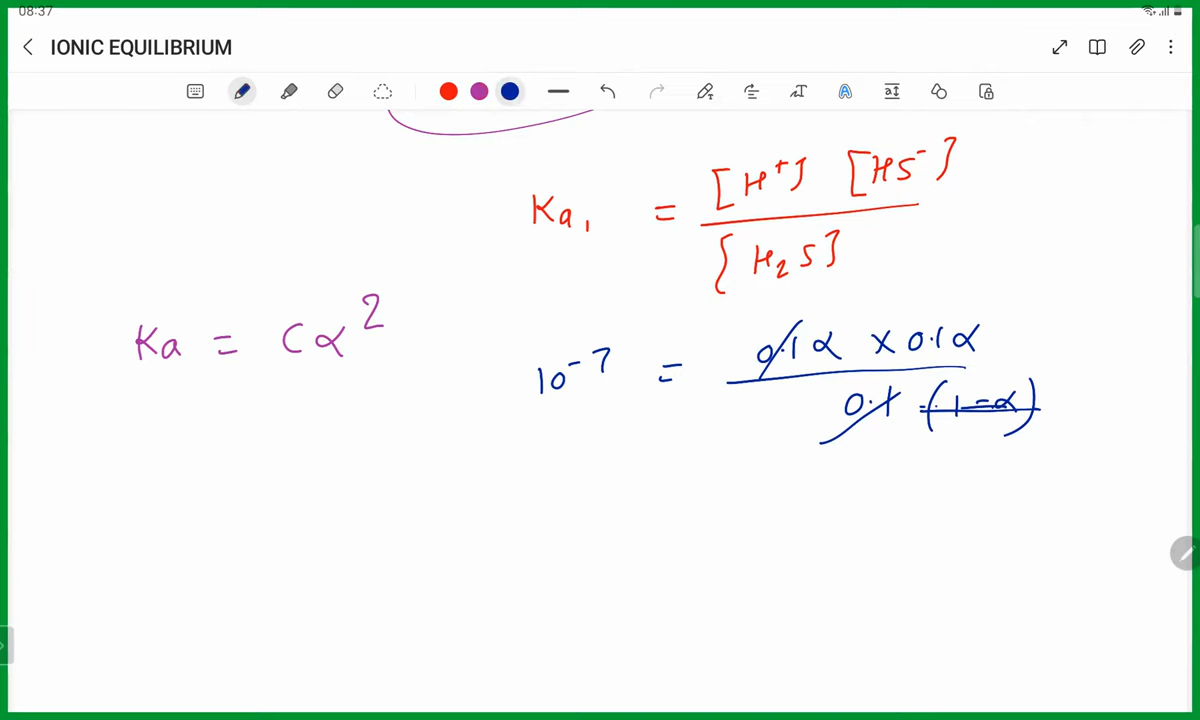 08:37
IONIC EQUILIBRIUM
Ka₁ = [H⁺] [HS⁻] / [H₂S]
Ka = Cα²
10⁻⁷ = 0.1α × 0.1α / 0.1 (1-α)